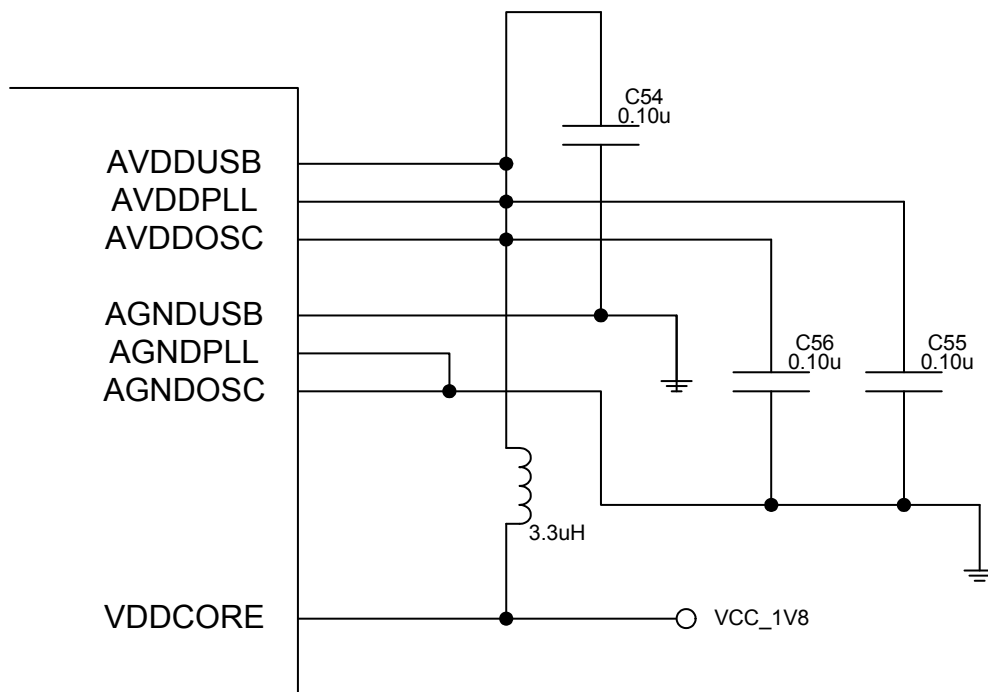 C54
0.10u
AVDDUSB
AVDDPLL
AVDDOSC
AGNDUSB
AGNDPLL
AGNDOSC
C56
0.10u
C55
0.10u
3.3uH
VDDCORE
VCC_1V8